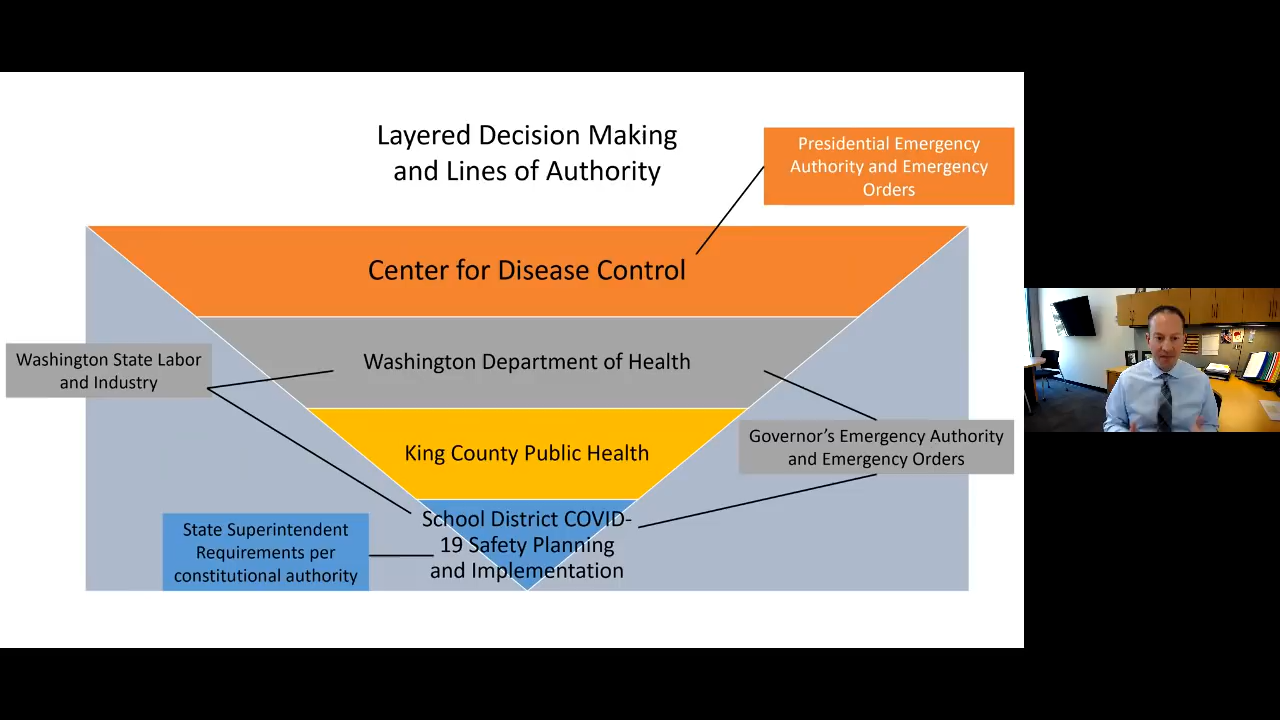 Layered Decision Making
and Lines of Authority
Presidential Emergency
Authority and Emergency
Orders
Center for Disease Control
Washington State Labor
and Industry
Washington Department of Health
Governor’s Emergency Authority
and Emergency Orders
King County Public Health
State Superintendent
Requirements per
constitutional authority
School District COVID-
19 Safety Planning
and Implementation